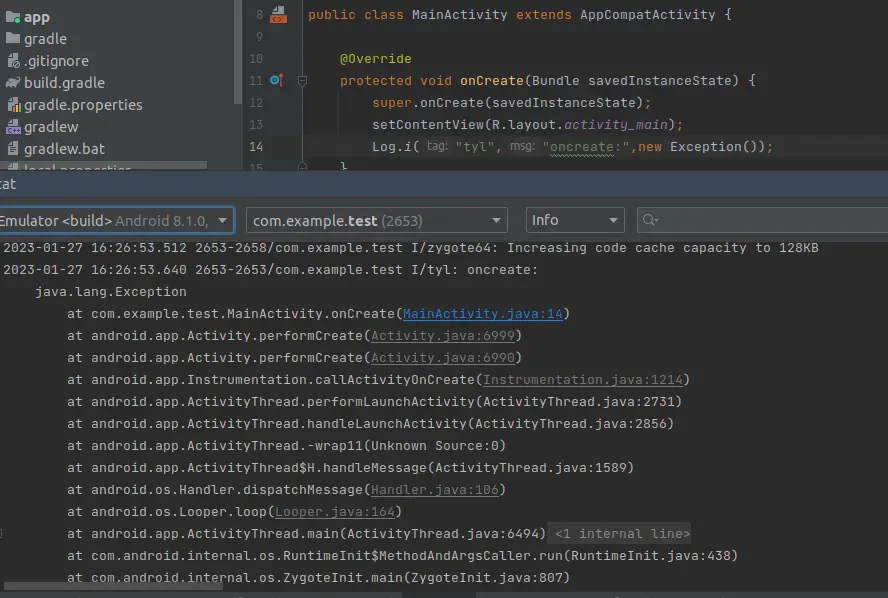 app
gradle
.gitignore
build.gradle
gradle.properties
gradlew
gradlew.bat
local.properties
8 public class MainActivity extends AppCompatActivity {
9
10 @Override
11 protected void onCreate(Bundle savedInstanceState) {
12 super.onCreate(savedInstanceState);
13 setContentView(R.layout.activity_main);
14 Log.i( tag: "tyl", msg: "oncreate:",new Exception());
15 }
cat
Emulator <build> Android 8.1.0, com.example.test (2653) Info
2023-01-27 16:26:53.512 2653-2658/com.example.test I/zygote64: Increasing code cache capacity to 128KB
2023-01-27 16:26:53.640 2653-2653/com.example.test I/tyl: oncreate:
java.lang.Exception
at com.example.test.MainActivity.onCreate(MainActivity.java:14)
at android.app.Activity.performCreate(Activity.java:6999)
at android.app.Activity.performCreate(Activity.java:6990)
at android.app.Instrumentation.callActivityOnCreate(Instrumentation.java:1214)
at android.app.ActivityThread.performLaunchActivity(ActivityThread.java:2731)
at android.app.ActivityThread.handleLaunchActivity(ActivityThread.java:2856)
at android.app.ActivityThread.-wrap11(Unknown Source:0)
at android.app.ActivityThread$H.handleMessage(ActivityThread.java:1589)
at android.os.Handler.dispatchMessage(Handler.java:106)
at android.os.Looper.loop(Looper.java:164)
at android.app.ActivityThread.main(ActivityThread.java:6494) <1 internal line>
at com.android.internal.os.RuntimeInit$MethodAndArgsCaller.run(RuntimeInit.java:438)
at com.android.internal.os.ZygoteInit.main(ZygoteInit.java:807)